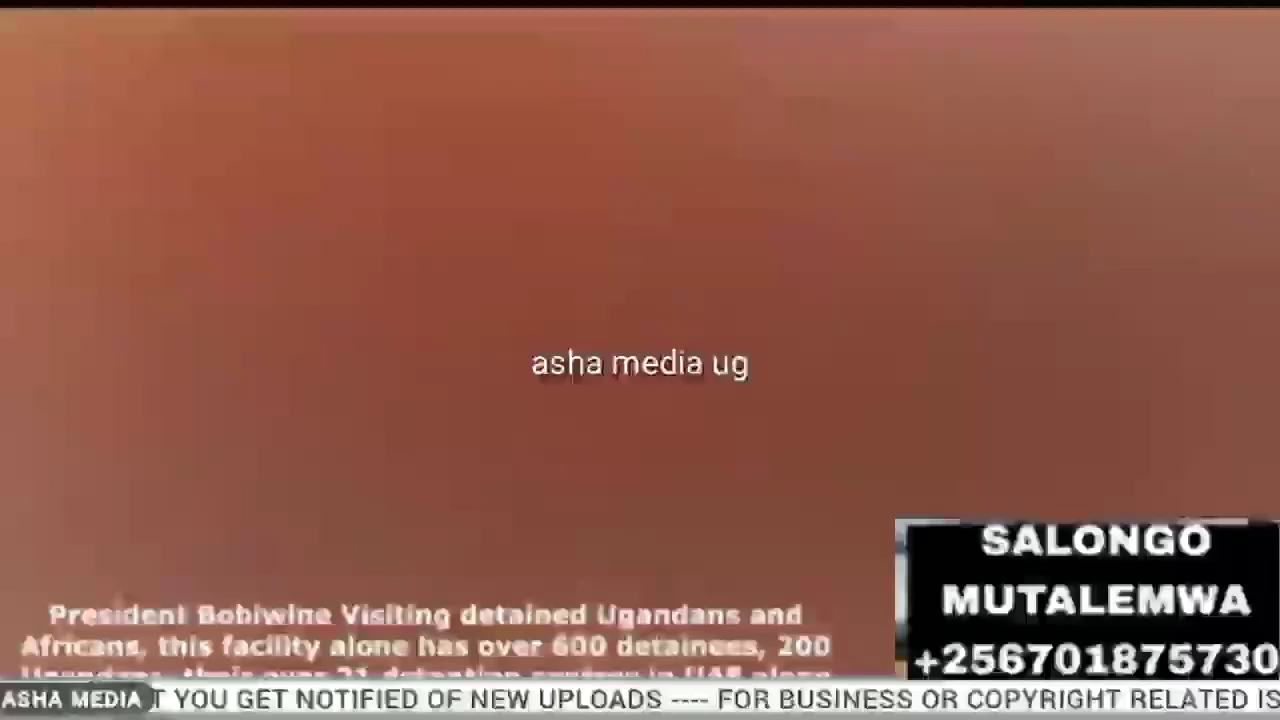 asha media ug
SALONGO
MUTALEMWA
+256701875730
President Bobiwine Visiting detained Ugandans and
Africans, this facility alone has over 600 detainees, 200
ASHA MEDIA T YOU GET NOTIFIED OF NEW UPLOADS ---- FOR BUSINESS OR COPYRIGHT RELATED IS